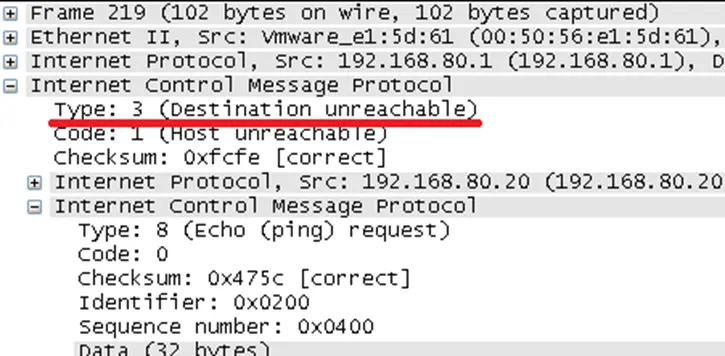 Frame 219 (102 bytes on wire, 102 bytes captured)
Ethernet II, Src: Vmware_e1:5d:61 (00:50:56:e1:5d:61),
Internet Protocol, Src: 192.168.80.1 (192.168.80.1), D
Internet Control Message Protocol
Type: 3 (Destination unreachable)
Code: 1 (Host unreachable)
Checksum: 0xfcfe [correct]
Internet Protocol, Src: 192.168.80.20 (192.168.80.20
Internet Control Message Protocol
Type: 8 (Echo (ping) request)
Code: 0
Checksum: 0x475c [correct]
Identifier: 0x0200
Sequence number: 0x0400
Data (32 bytes)